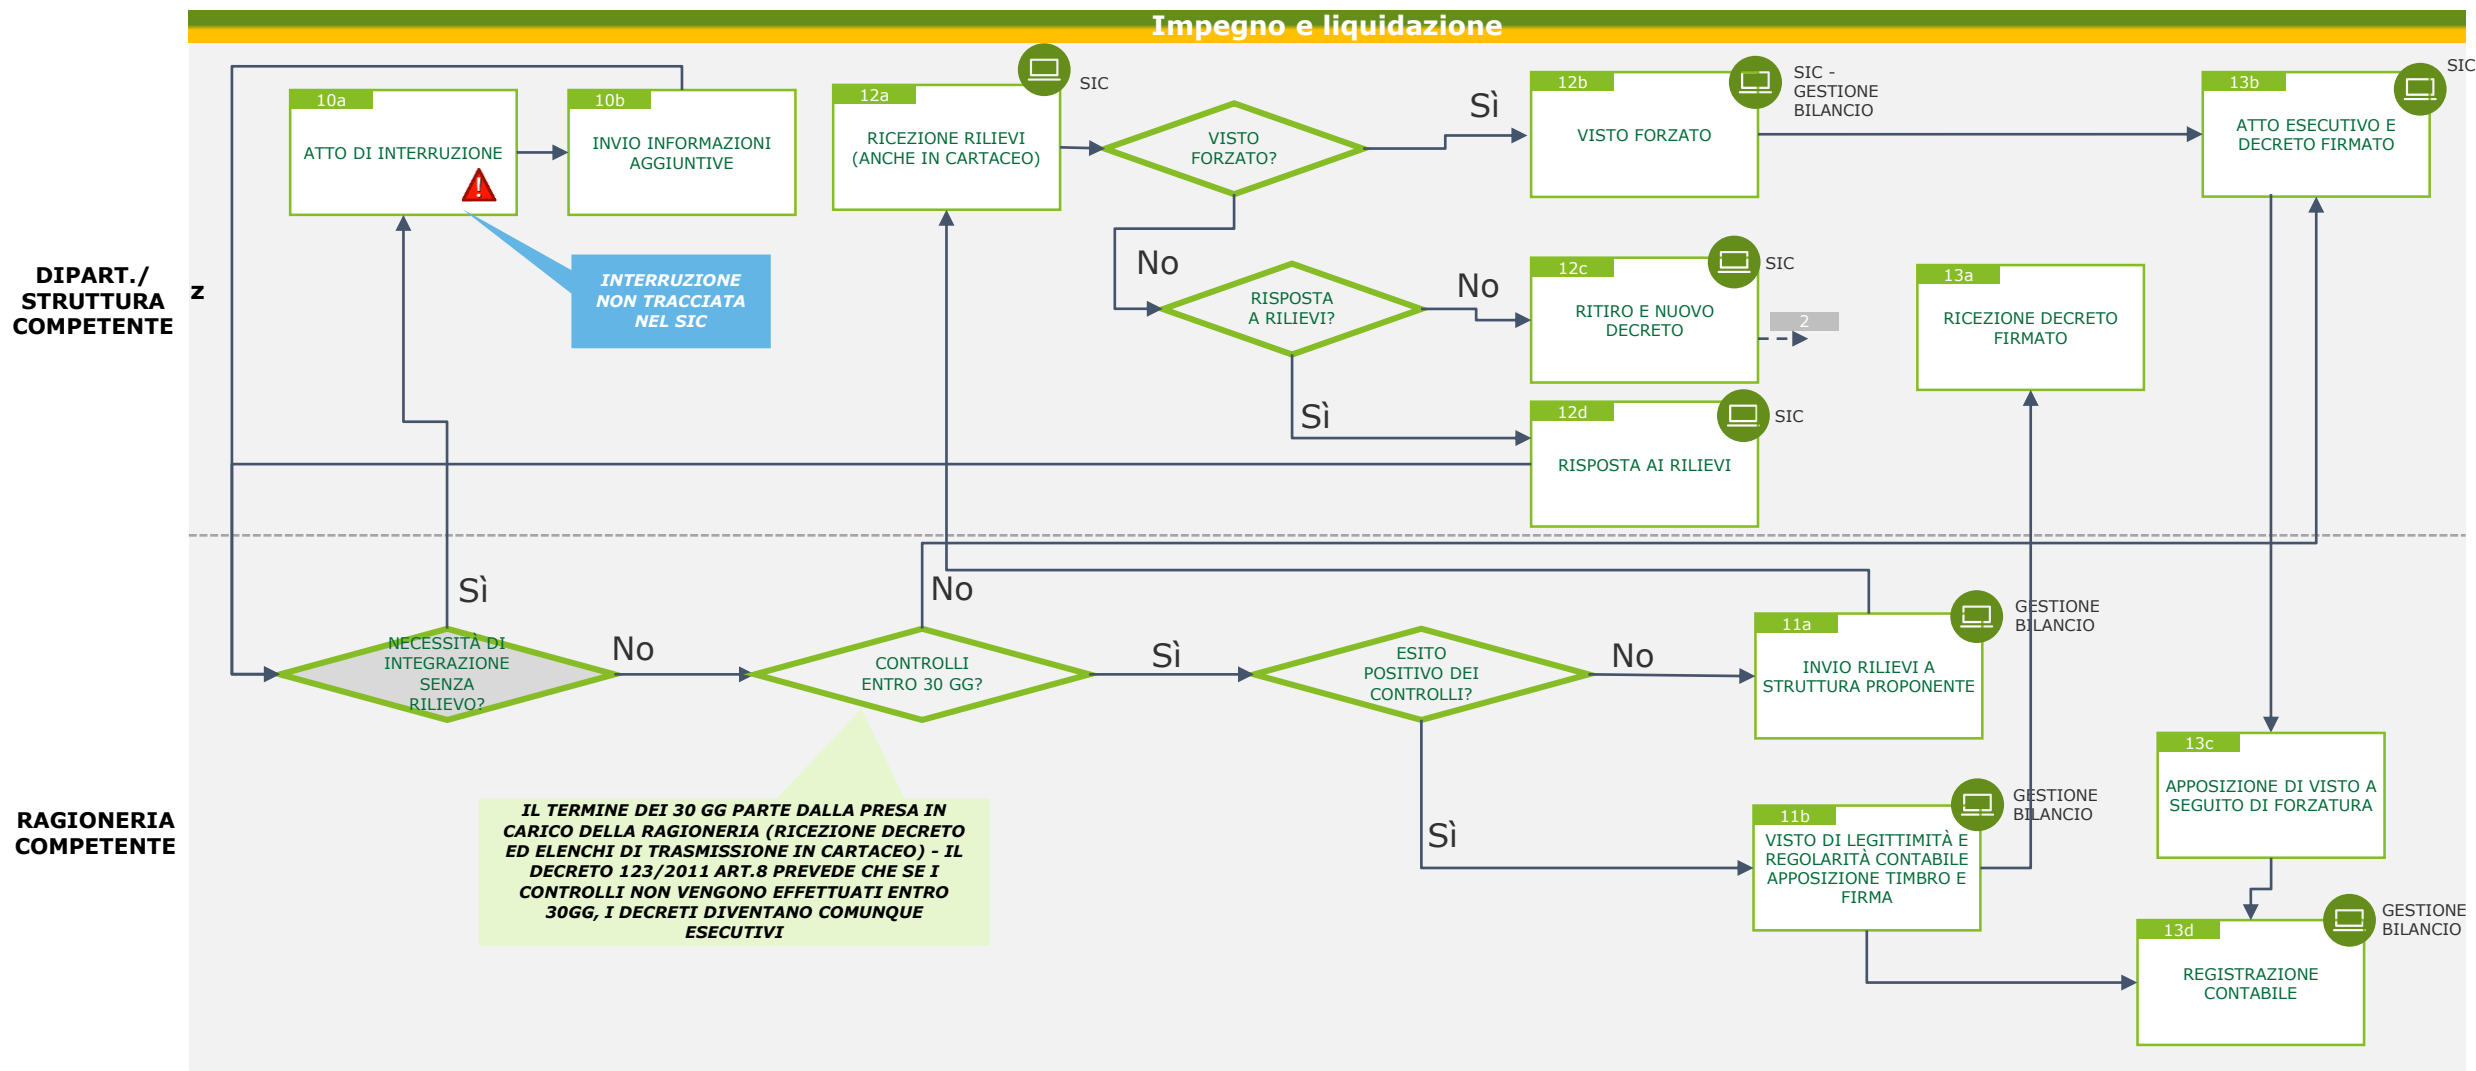 Impegno e liquidazione
10a
ATTO DI INTERRUZIONE
10b
INVIO INFORMAZIONI
AGGIUNTIVE
INTERRUZIONE
NON TRACCIATA
NEL SIC
12a
SIC
RICEZIONE RILIEVI
(ANCHE IN CARTACEO)
VISTO
FORZATO?
Sì
No
12b
SIC -
GESTIONE
BILANCIO
VISTO FORZATO
13b
SIC
ATTO ESECUTIVO E
DECRETO FIRMATO
DIPART./
STRUTTURA
COMPETENTE
z
RISPOSTA
A RILIEVI?
No
Sì
12c
SIC
RITIRO E NUOVO
DECRETO
2
13a
RICEZIONE DECRETO
FIRMATO
12d
SIC
RISPOSTA AI RILIEVI
Sì
NECESSITÀ DI
INTEGRAZIONE
SENZA
RILIEVO?
No
No
CONTROLLI
ENTRO 30 GG?
Sì
ESITO
POSITIVO DEI
CONTROLLI?
No
Sì
11a
GESTIONE
BILANCIO
INVIO RILIEVI A
STRUTTURA PROPONENTE
RAGIONERIA
COMPETENTE
IL TERMINE DEI 30 GG PARTE DALLA PRESA IN
CARICO DELLA RAGIONERIA (RICEZIONE DECRETO
ED ELENCHI DI TRASMISSIONE IN CARTACEO) - IL
DECRETO 123/2011 ART.8 PREVEDE CHE SE I
CONTROLLI NON VENGONO EFFETTUATI ENTRO
30GG, I DECRETI DIVENTANO COMUNQUE
ESECUTIVI
11b
GESTIONE
BILANCIO
VISTO DI LEGITTIMITÀ E
REGOLARITÀ CONTABILE
APPOSIZIONE TIMBRO E
FIRMA
13c
APPOSIZIONE DI VISTO A
SEGUITO DI FORZATURA
13d
GESTIONE
BILANCIO
REGISTRAZIONE
CONTABILE